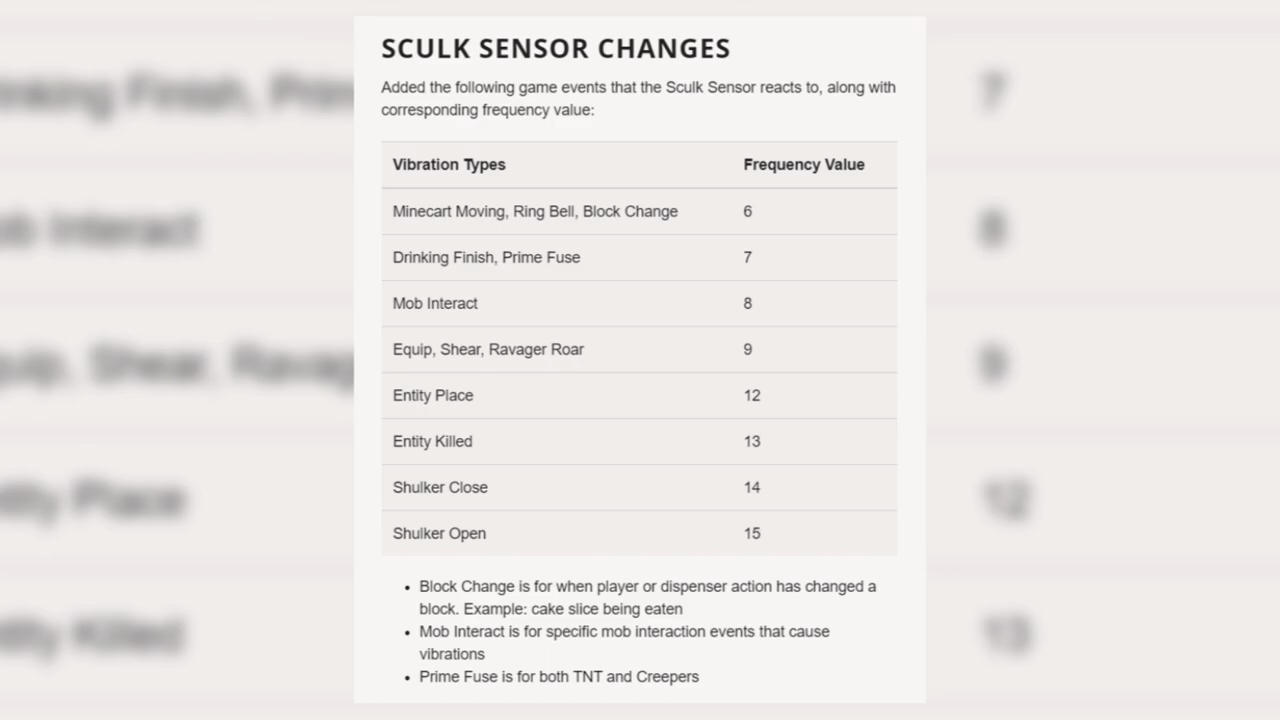 SCULK SENSOR CHANGES
Added the following game events that the Sculk Sensor reacts to, along with
corresponding frequency value:
Vibration Types Frequency Value
Minecart Moving, Ring Bell, Block Change 6
Drinking Finish, Prime Fuse 7
Mob Interact 8
Equip, Shear, Ravager Roar 9
Entity Place 12
Entity Killed 13
Shulker Close 14
Shulker Open 15
• Block Change is for when player or dispenser action has changed a
block. Example: cake slice being eaten
• Mob Interact is for specific mob interaction events that cause
vibrations
• Prime Fuse is for both TNT and Creepers